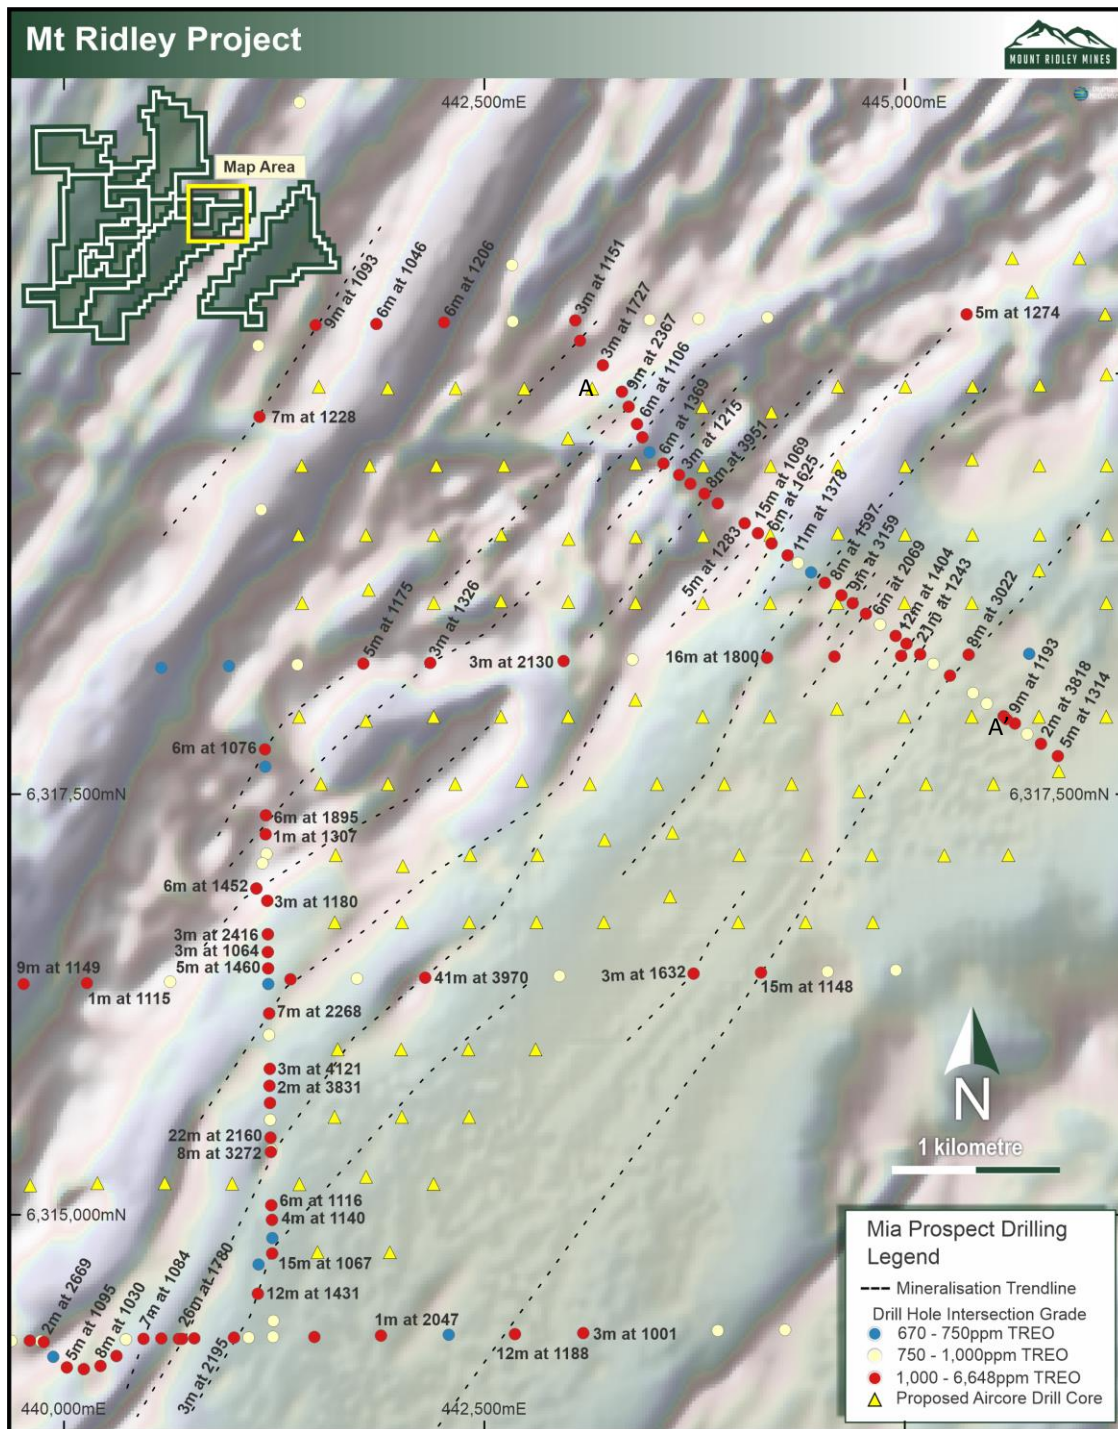 Mt Ridley Project
MOUNT RIDLEY MINES
442,500mE
445,000mE
Map Area
9m at 1093
6m at 1046
6m at 1206
3m at 1151
3m at 1727
9m at 2367
6m at 1106
5m at 1274
A
7m at 1228
6m at 1369
3m at 1215
8m at 3951
15m at 1069
6m at 1625
11m at 1378
5m at 1283
8m at 1597
9m at 3159
6m at 2069
12m at 1404
21m at 1243
8m at 3022
5m at 1175
3m at 1326
3m at 2130
16m at 1800
9m at 1193
2m at 3818
5m at 1314
A
6m at 1076
6,317,500mN
6,317,500mN
6m at 1895
1m at 1307
6m at 1452
3m at 1180
3m at 2416
3m at 1064
5m at 1460
9m at 1149
1m at 1115
41m at 3970
3m at 1632
15m at 1148
7m at 2268
3m at 4121
2m at 3831
22m at 2160
8m at 3272
N
1 kilometre
6m at 1116
4m at 1140
6,315,000mN
15m at 1067
12m at 1431
2m at 2669
5m at 1095
8m at 1030
7m at 1084
26m at 1780
3m at 2195
1m at 2047
12m at 1188
3m at 1001
440,000mE
442,500mE
Mia Prospect Drilling
Legend
Mineralisation Trendline
Drill Hole Intersection Grade
670 - 750ppm TREO
750 - 1,000ppm TREO
1,000 - 6,648ppm TREO
Proposed Aircore Drill Core